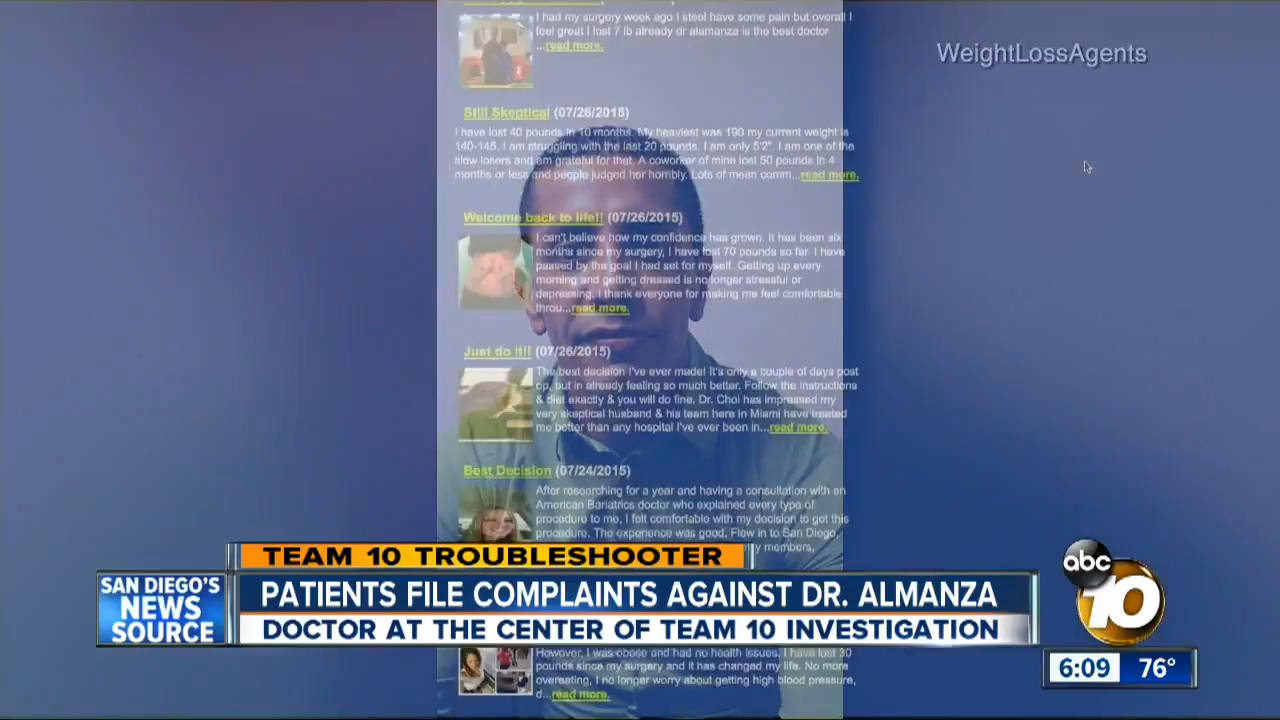 I had my surgery week ago I steel have some pain but overall I
feel great I lost 7 lb already dr alamanza is the best doctor
...read more.
WeightLossAgents
Still Skeptical (07/26/2015)
I have lost 40 pounds in 10 months. My heaviest was 190 my current weight is
140-145. I am struggling with the last 20 pounds. I am only 5'2". I am one of the
slow losers and am grateful for that. A coworker of mine lost 50 pounds in 4
months or less and people judged her horribly. Lots of mean comm...read more.
Welcome back to life!! (07/26/2015)
I can't believe how my confidence has grown. It has been six
months since my surgery, I have lost 70 pounds so far. I have
passed by the goal I had set for myself. Getting up every
morning and getting dressed is no longer stressful or
depressing. I thank everyone for making me feel comfortable
throu...read more.
Just do it!! (07/26/2015)
The best decision I've ever made! It's only a couple of days post
op, but in already feeling so much better. Follow the instructions
& diet exactly & you will do fine. Dr. Choi has impressed my
very skeptical husband & his team here in Miami have treated
me better than any hospital I've ever been in...read more.
Best Decision (07/24/2015)
After researching for a year and having a consultation with an
American Bariatrics doctor who explained every type of
procedure to me, I felt comfortable with my decision to get this
procedure. The experience was good. Flew in to San Diego,
y members,
TEAM 10 TROUBLESHOOTER
SAN DIEGO'S
NEWS
SOURCE
PATIENTS FILE COMPLAINTS AGAINST DR. ALMANZA
DOCTOR AT THE CENTER OF TEAM 10 INVESTIGATION
abc
10
6:09 76°
However, I was obese and had no health issues. I have lost 30
pounds since my surgery and it has changed my life. No more
overeating, I no longer worry about getting high blood pressure,
d...read more.